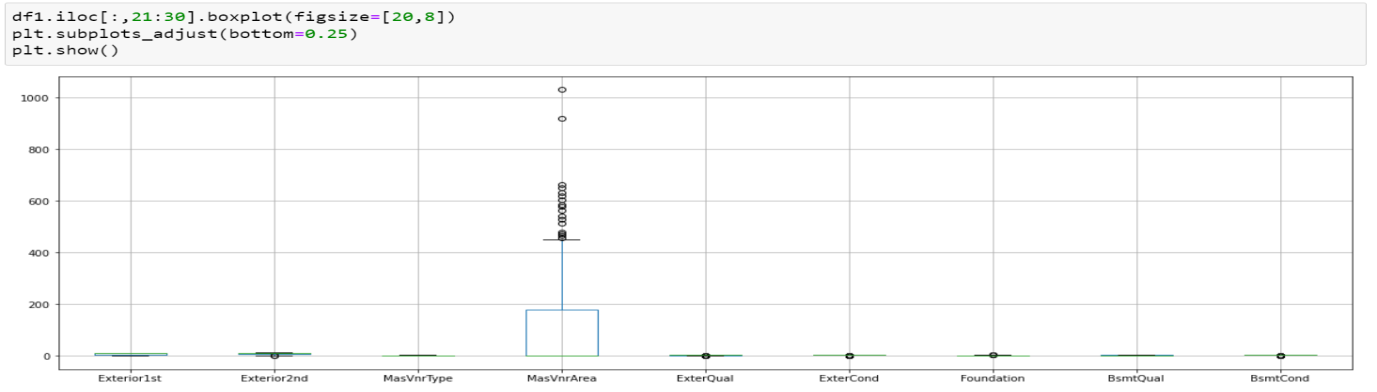 df1.iloc[:,21:30].boxplot(figsize=[20,8])
plt.subplots_adjust(bottom=0.25)
plt.show()
1000
800
600
400
200
0
Exterior1st Exterior2nd MasVnrType MasVnrArea ExterQual ExterCond Foundation BsmtQual BsmtCond